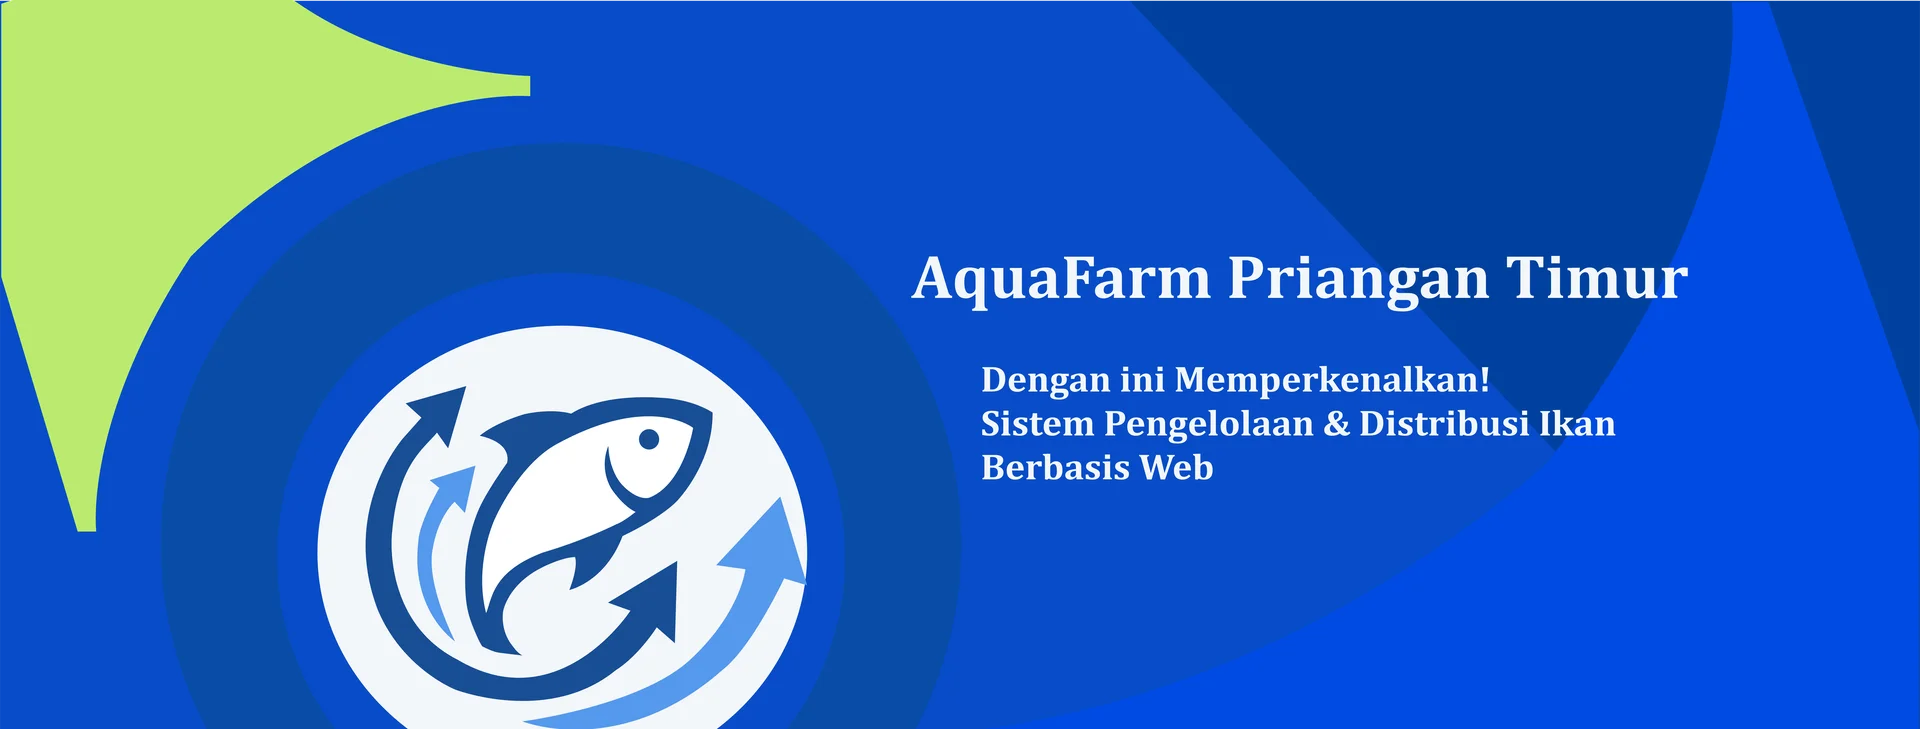 AquaFarm Priangan Timur
Dengan ini Memperkenalkan!
Sistem Pengelolaan & Distribusi Ikan
Berbasis Web